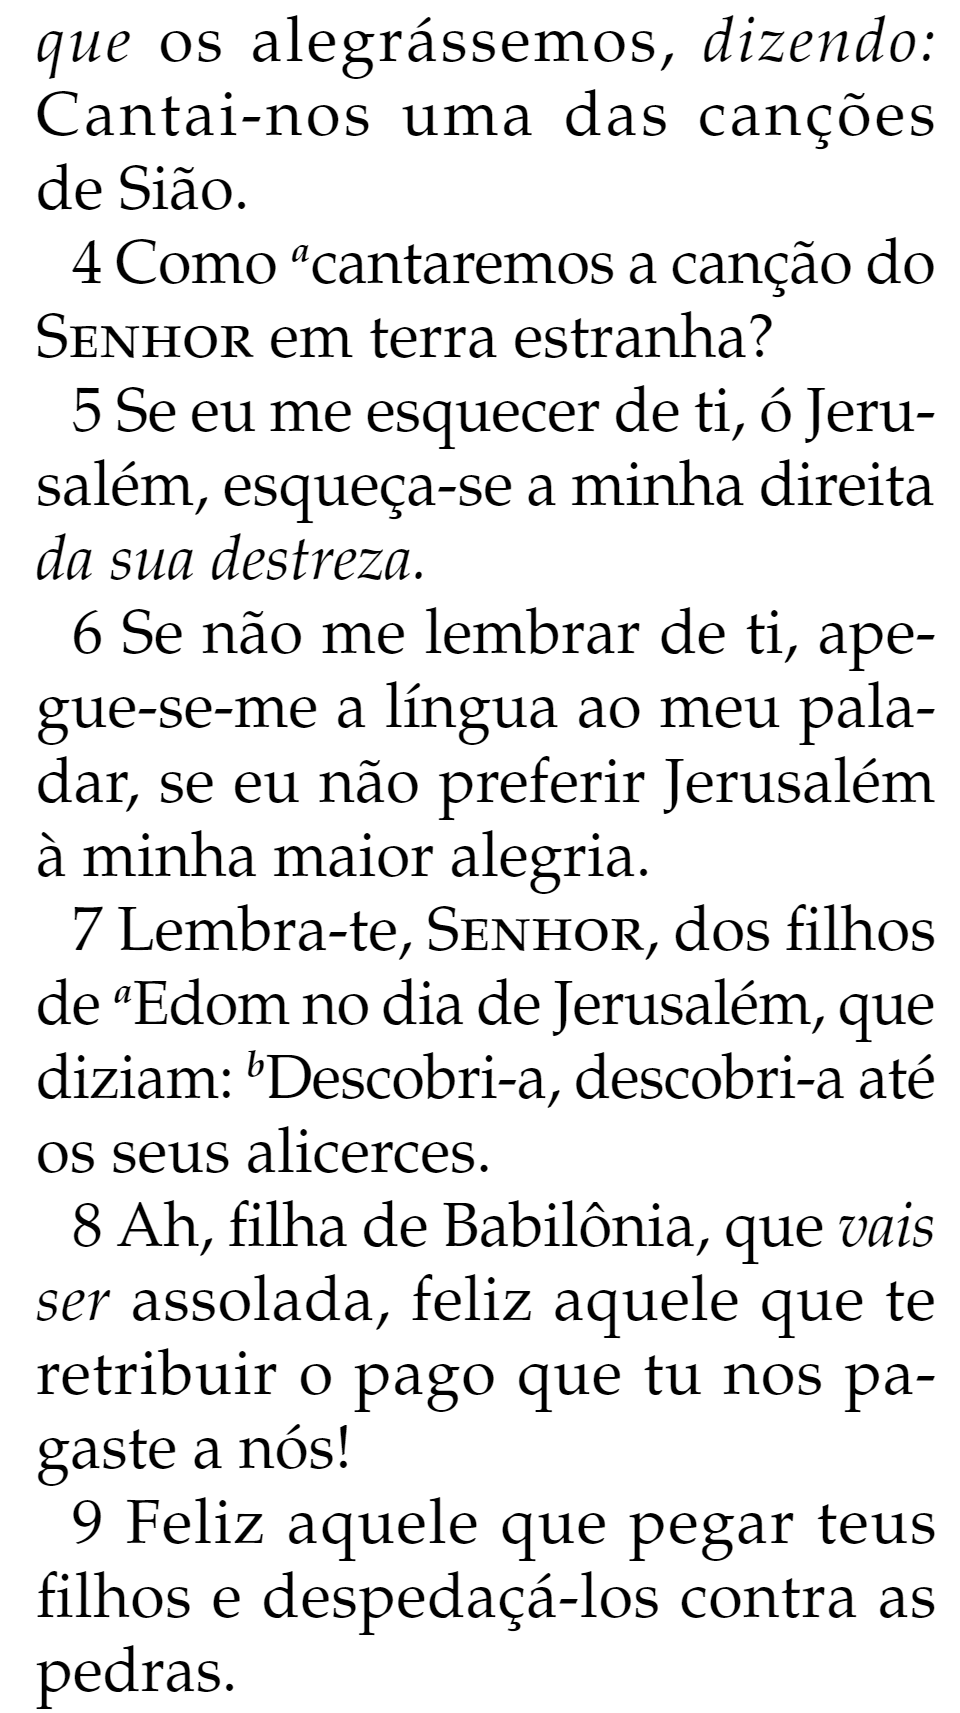 que os alegrássemos, dizendo:
Cantai-nos uma das canções
de Sião.
4 Como ᵃcantaremos a canção do
SENHOR em terra estranha?
5 Se eu me esquecer de ti, ó Jeru-
salém, esqueça-se a minha direita
da sua destreza.
6 Se não me lembrar de ti, ape-
gue-se-me a língua ao meu pala-
dar, se eu não preferir Jerusalém
à minha maior alegria.
7 Lembra-te, SENHOR, dos filhos
de ᵃEdom no dia de Jerusalém, que
diziam: ᵇDescobri-a, descobri-a até
os seus alicerces.
8 Ah, filha de Babilônia, que vais
ser assolada, feliz aquele que te
retribuir o pago que tu nos pa-
gaste a nós!
9 Feliz aquele que pegar teus
filhos e despedaçá-los contra as
pedras.